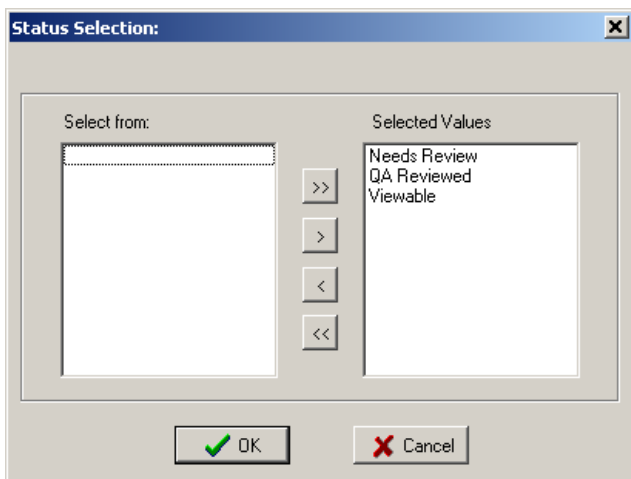 Status Selection:
Select from:
Selected Values
Needs Review
QA Reviewed
Viewable
>>
>
<
<<
OK
Cancel